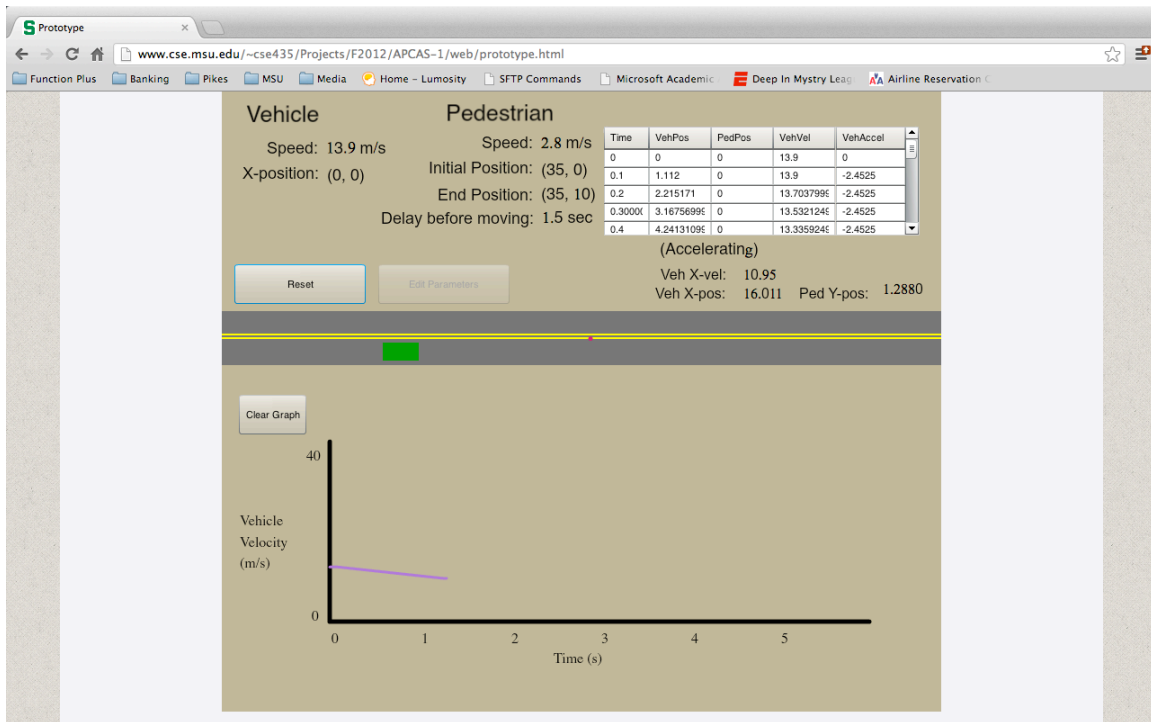 S Prototype
www.cse.msu.edu/~cse435/Projects/F2012/APCAS-1/web/prototype.html
Function Plus Banking Pikes MSU Media Home – Lumosity SFTP Commands Microsoft Academic Deep In Mystry Leag Airline Reservation
Vehicle
Speed: 13.9 m/s
X-position: (0, 0)
Pedestrian
Speed: 2.8 m/s
Initial Position: (35, 0)
End Position: (35, 10)
Delay before moving: 1.5 sec
Time VehPos PedPos VehVel VehAccel
0 0 0 13.9 0
0.1 1.112 0 13.9 -2.4525
0.2 2.215171 0 13.7037999 -2.4525
0.30000 3.16756999 0 13.5321249 -2.4525
0.4 4.24131099 0 13.3359249 -2.4525
(Accelerating)
Veh X-vel: 10.95
Veh X-pos: 16.011 Ped Y-pos: 1.2880
Reset Edit Parameters
Clear Graph
40
Vehicle
Velocity
(m/s)
0
0 1 2 3 4 5
Time (s)